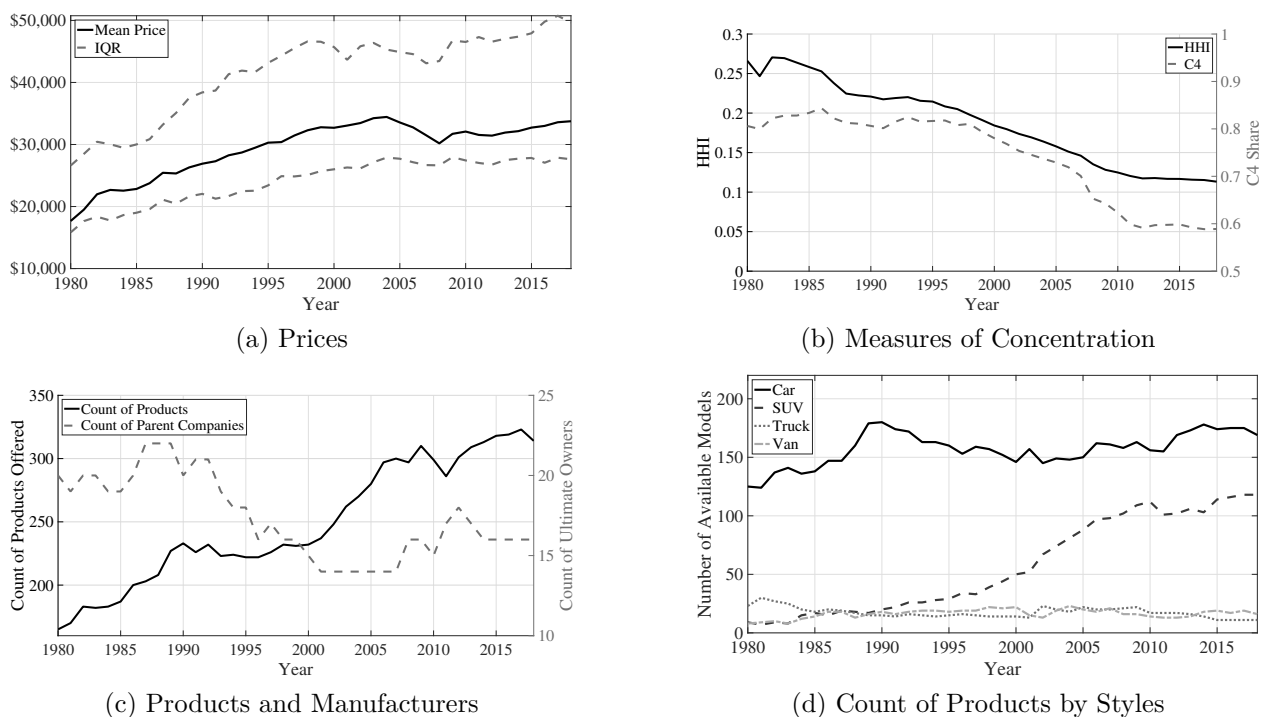 $50,000
$40,000
$30,000
$20,000
$10,000
Mean Price
IQR
1980 1985 1990 1995 2000 2005 2010 2015
Year
(a) Prices
0.3
0.25
0.2
0.15
0.1
0.05
0
HHI
HHI
C4
1
0.9
0.8
0.7
0.6
0.5
C4 Share
1980 1985 1990 1995 2000 2005 2010 2015
Year
(b) Measures of Concentration
350
300
250
200
Count of Products Offered
Count of Products
Count of Parent Companies
25
20
15
10
Count of Ultimate Owners
1980 1985 1990 1995 2000 2005 2010 2015
Year
(c) Products and Manufacturers
200
150
100
50
0
Number of Available Models
Car
SUV
Truck
Van
1980 1985 1990 1995 2000 2005 2010 2015
Year
(d) Count of Products by Styles